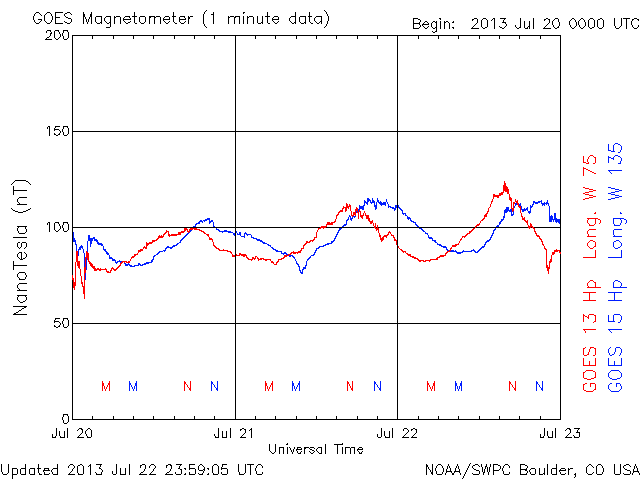 GOES Magnetometer (1 minute data)
Begin: 2013 Jul 20 0000 UTC
200
150
100
50
0
NanoTesla (nT)
M M N N M M N N M M N N
Jul 20 Jul 21 Jul 22 Jul 23
Universal Time
GOES 13 Hp Long. W 75
GOES 15 Hp Long. W 135
Updated 2013 Jul 22 23:59:05 UTC
NOAA/SWPC Boulder, CO USA